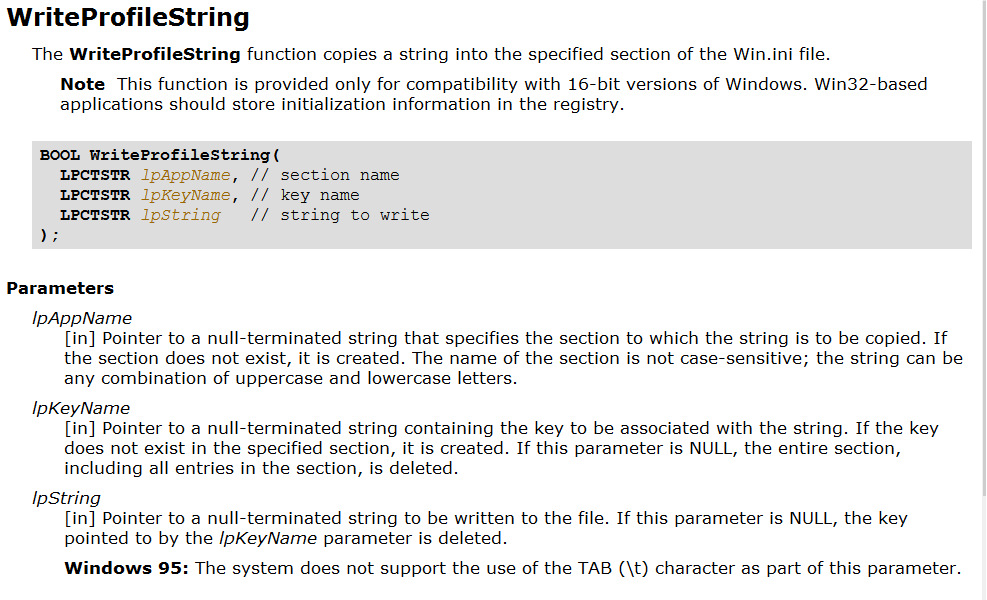 WriteProfileString
The WriteProfileString function copies a string into the specified section of the Win.ini file.
Note This function is provided only for compatibility with 16-bit versions of Windows. Win32-based
applications should store initialization information in the registry.
BOOL WriteProfileString(
LPCTSTR lpAppName, // section name
LPCTSTR lpKeyName, // key name
LPCTSTR lpString // string to write
);
Parameters
lpAppName
[in] Pointer to a null-terminated string that specifies the section to which the string is to be copied. If
the section does not exist, it is created. The name of the section is not case-sensitive; the string can be
any combination of uppercase and lowercase letters.
lpKeyName
[in] Pointer to a null-terminated string containing the key to be associated with the string. If the key
does not exist in the specified section, it is created. If this parameter is NULL, the entire section,
including all entries in the section, is deleted.
lpString
[in] Pointer to a null-terminated string to be written to the file. If this parameter is NULL, the key
pointed to by the lpKeyName parameter is deleted.
Windows 95: The system does not support the use of the TAB (\t) character as part of this parameter.